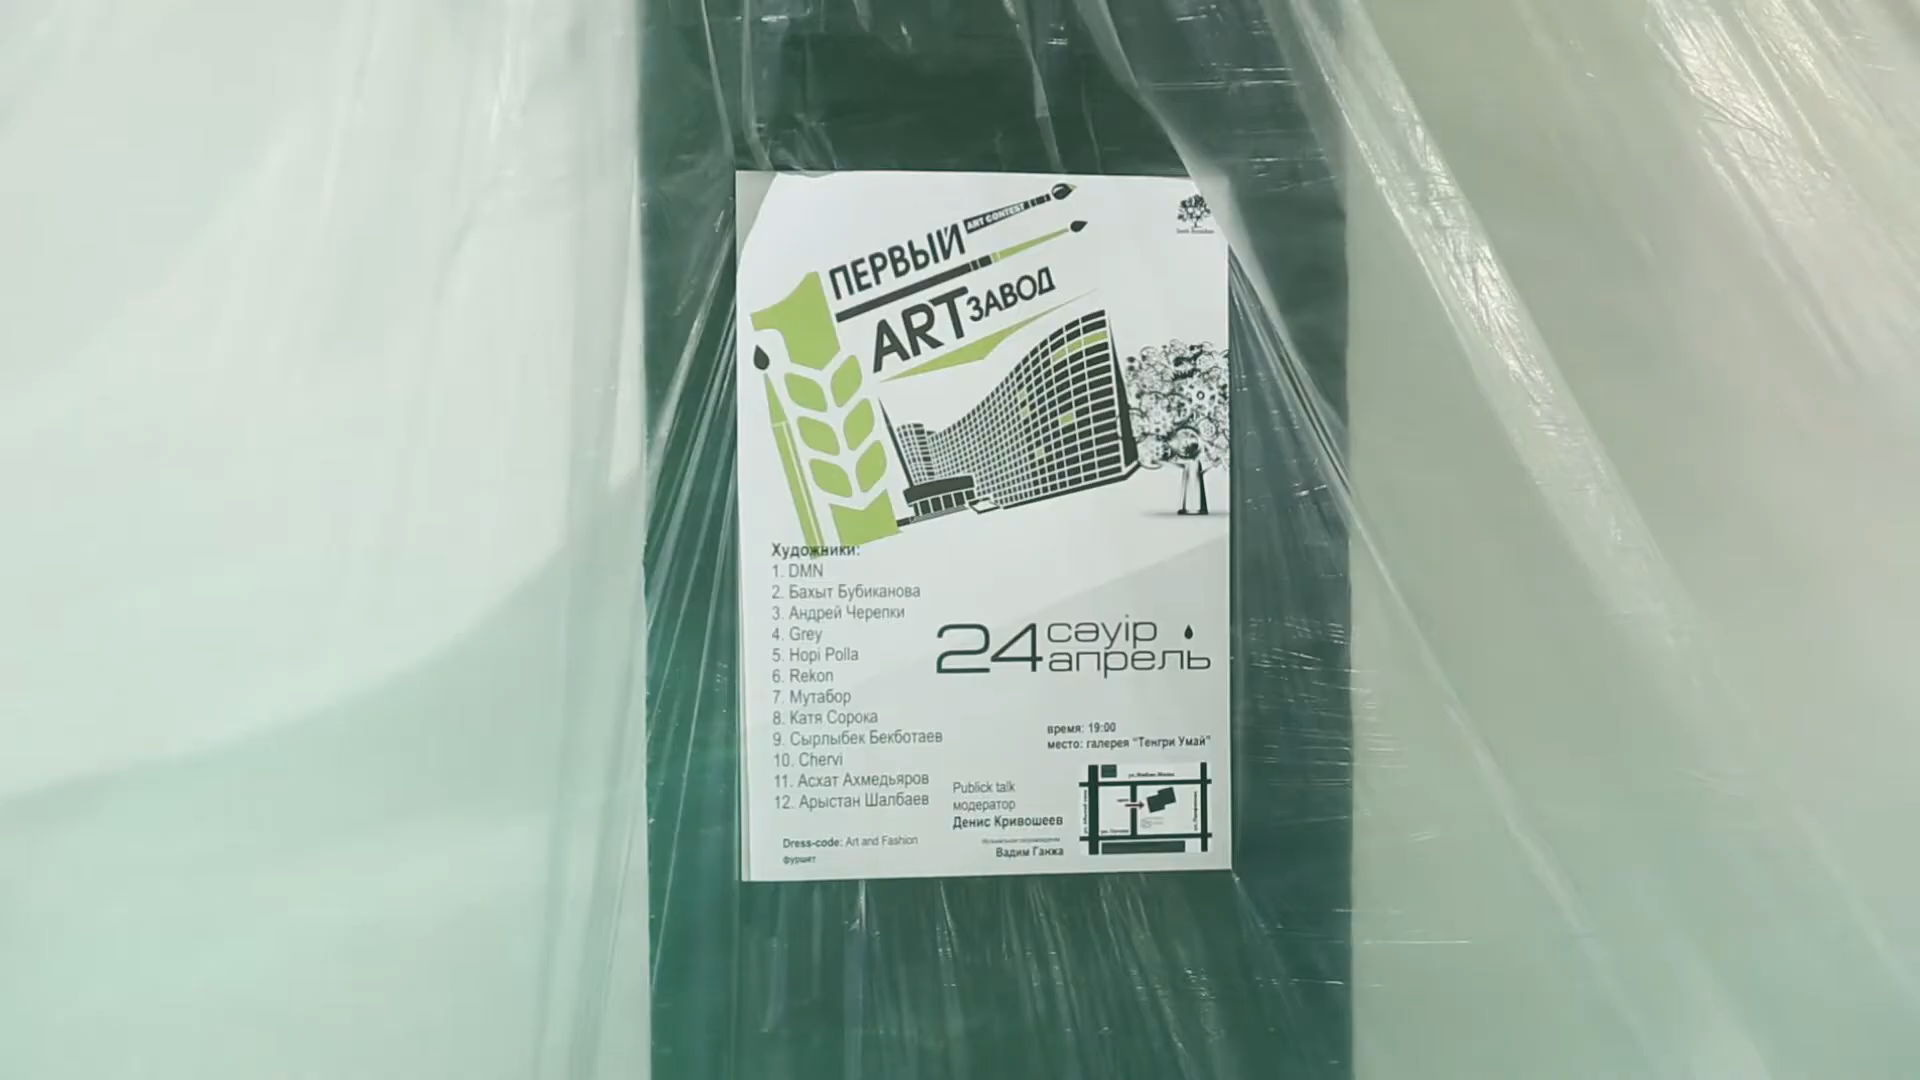 ПЕРВЫЙ
ART CONTEST
ART ЗАВОД
Художники:
1. DMN
2. Бахыт Бубиканова
3. Андрей Черепки
4. Grey
5. Hopi Polla
6. Rekon
7. Мутабор
8. Катя Сорока
9. Сырлыбек Бекботаев
10. Chervi
11. Асхат Ахмедьяров
12. Арыстан Шалбаев
24 сәуір
апрель
время: 19:00
место: галерея "Тенгри Умай"
Publick talk
модератор
Денис Кривошеев
Вадим Ганжа
Dress-code: Art and Fashion
фуршет